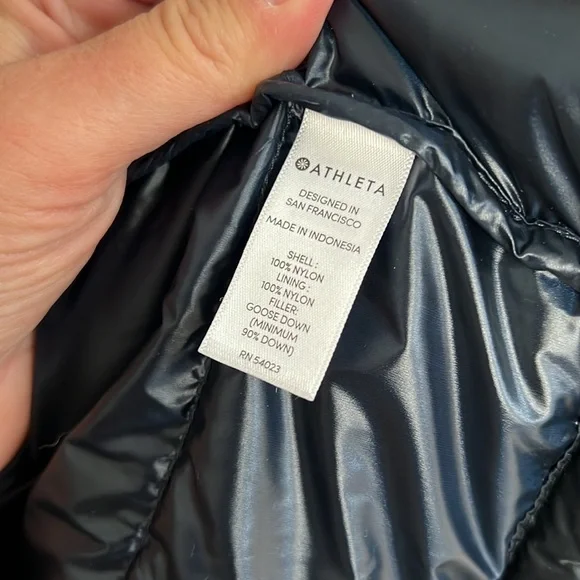 ATHLETA
DESIGNED IN
SAN FRANCISCO
MADE IN INDONESIA
SHELL :
100% NYLON
LINING :
100% NYLON
FILLER:
GOOSE DOWN
(MINIMUM
90% DOWN)
RN 54023